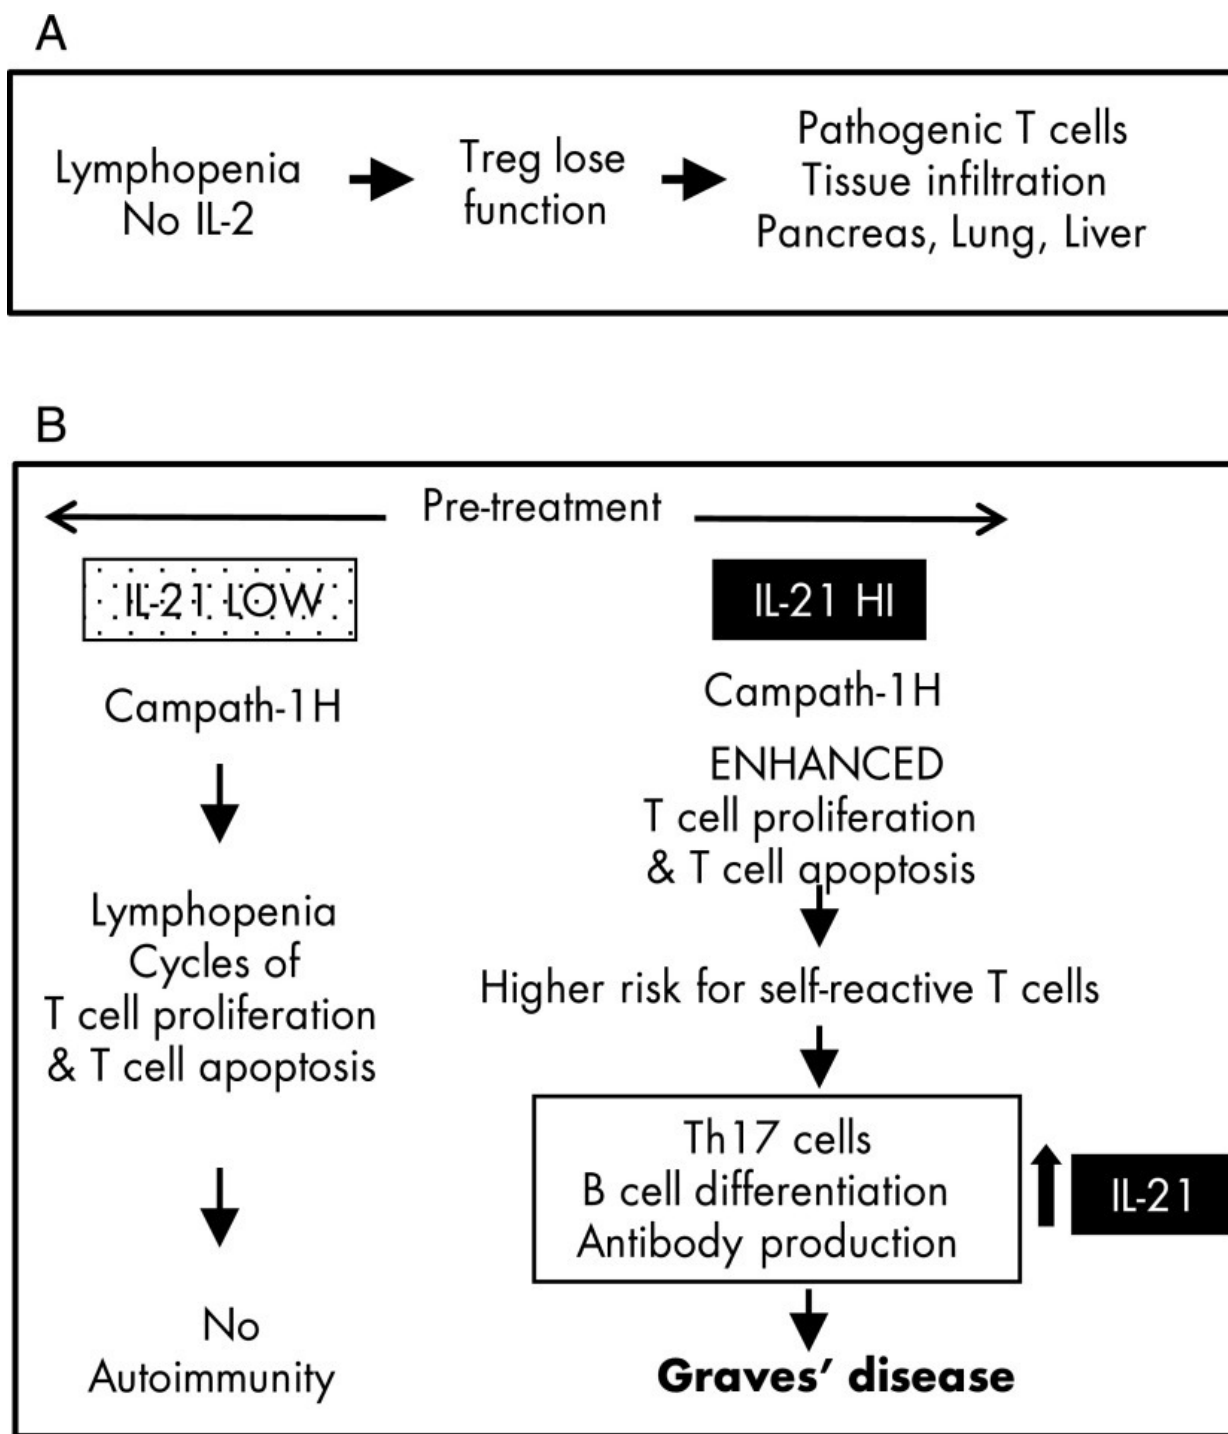 A
Lymphopenia
No IL-2
Treg lose
function
Pathogenic T cells
Tissue infiltration
Pancreas, Lung, Liver
B
Pre-treatment
IL-21 LOW
Campath-1H
Lymphopenia
Cycles of
T cell proliferation
& T cell apoptosis
No
Autoimmunity
IL-21 HI
Campath-1H
ENHANCED
T cell proliferation
& T cell apoptosis
Higher risk for self-reactive T cells
Th17 cells
B cell differentiation
Antibody production
IL-21
Graves’ disease